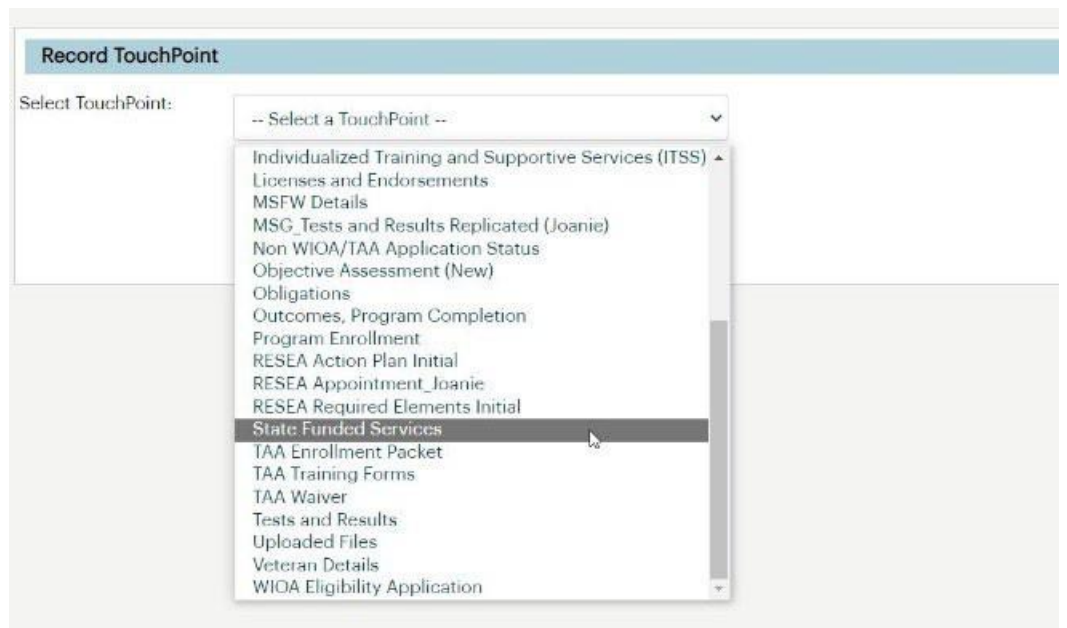 Record TouchPoint
Select TouchPoint:
-- Select a TouchPoint --
Individualized Training and Supportive Services (ITSS)
Licenses and Endorsements
MSFW Details
MSG_Tests and Results Replicated (Joanie)
Non WIOA/TAA Application Status
Objective Assessment (New)
Obligations
Outcomes, Program Completion
Program Enrollment
RESEA Action Plan Initial
RESEA Appointment_Joanie
RESEA Required Elements Initial
State Funded Services
TAA Enrollment Packet
TAA Training Forms
TAA Waiver
Tests and Results
Uploaded Files
Veteran Details
WIOA Eligibility Application